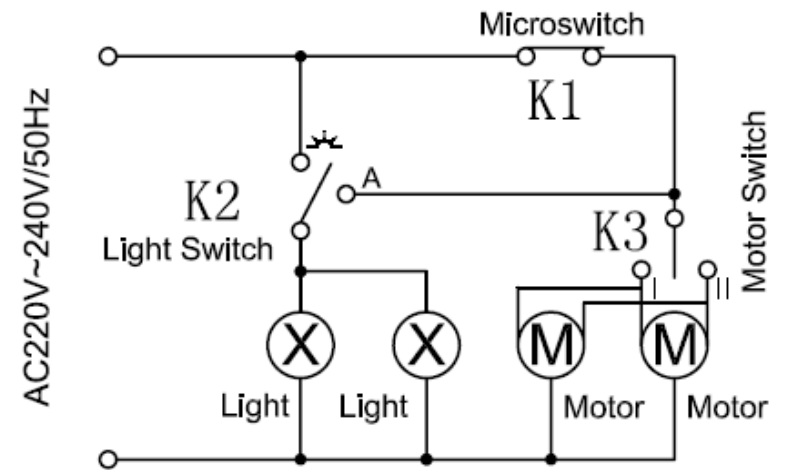 Microswitch
K1
AC220V~240V/50Hz
A
K2
Light Switch
K3
Motor Switch
I
II
X
X
M
M
Light
Light
Motor
Motor